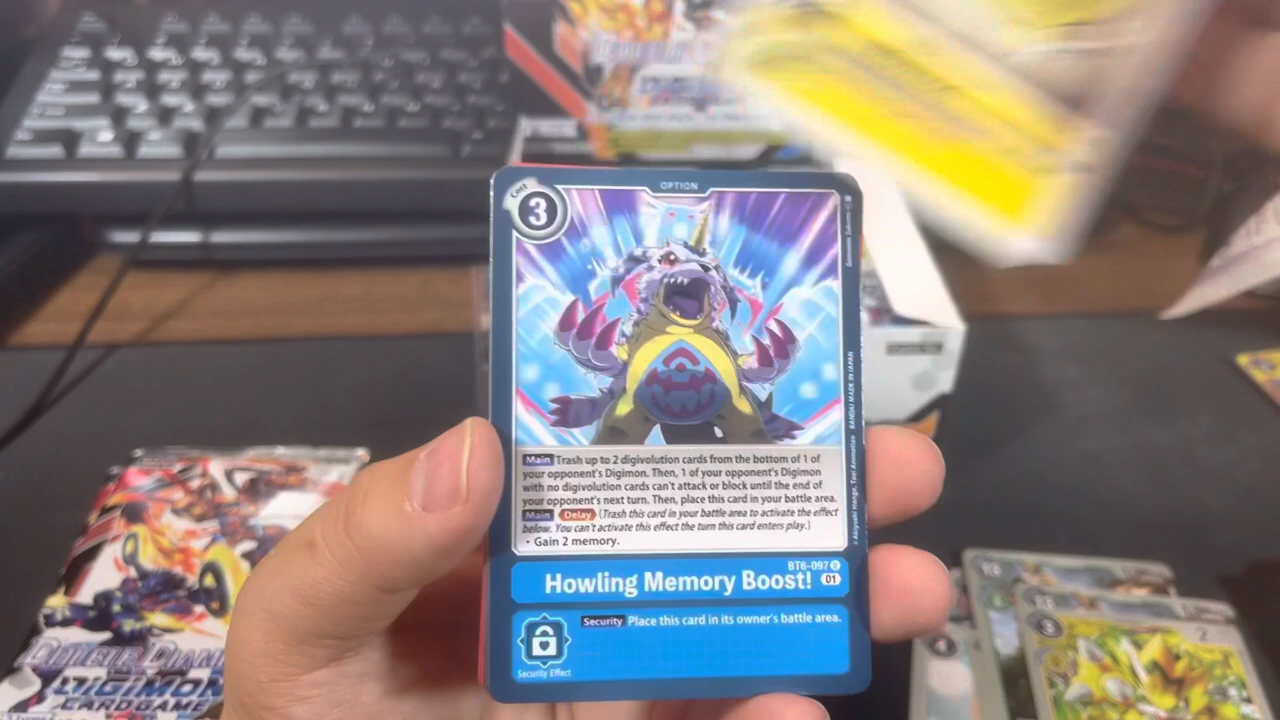 OPTION
Cost
3
Main Trash up to 2 digivolution cards from the bottom of 1 of
your opponent's Digimon. Then, 1 of your opponent's Digimon
with no digivolution cards can't attack or block until the end of
your opponent's next turn. Then, place this card in your battle area.
Main Delay (Trash this card in your battle area to activate the effect
below. You can't activate this effect the turn this card enters play.)
• Gain 2 memory.
BT6-097
Howling Memory Boost! 01
Security Place this card in its owner's battle area.
Security Effect
BANDAI MADE IN JAPAN
DIGIMON
CARD GAME
2